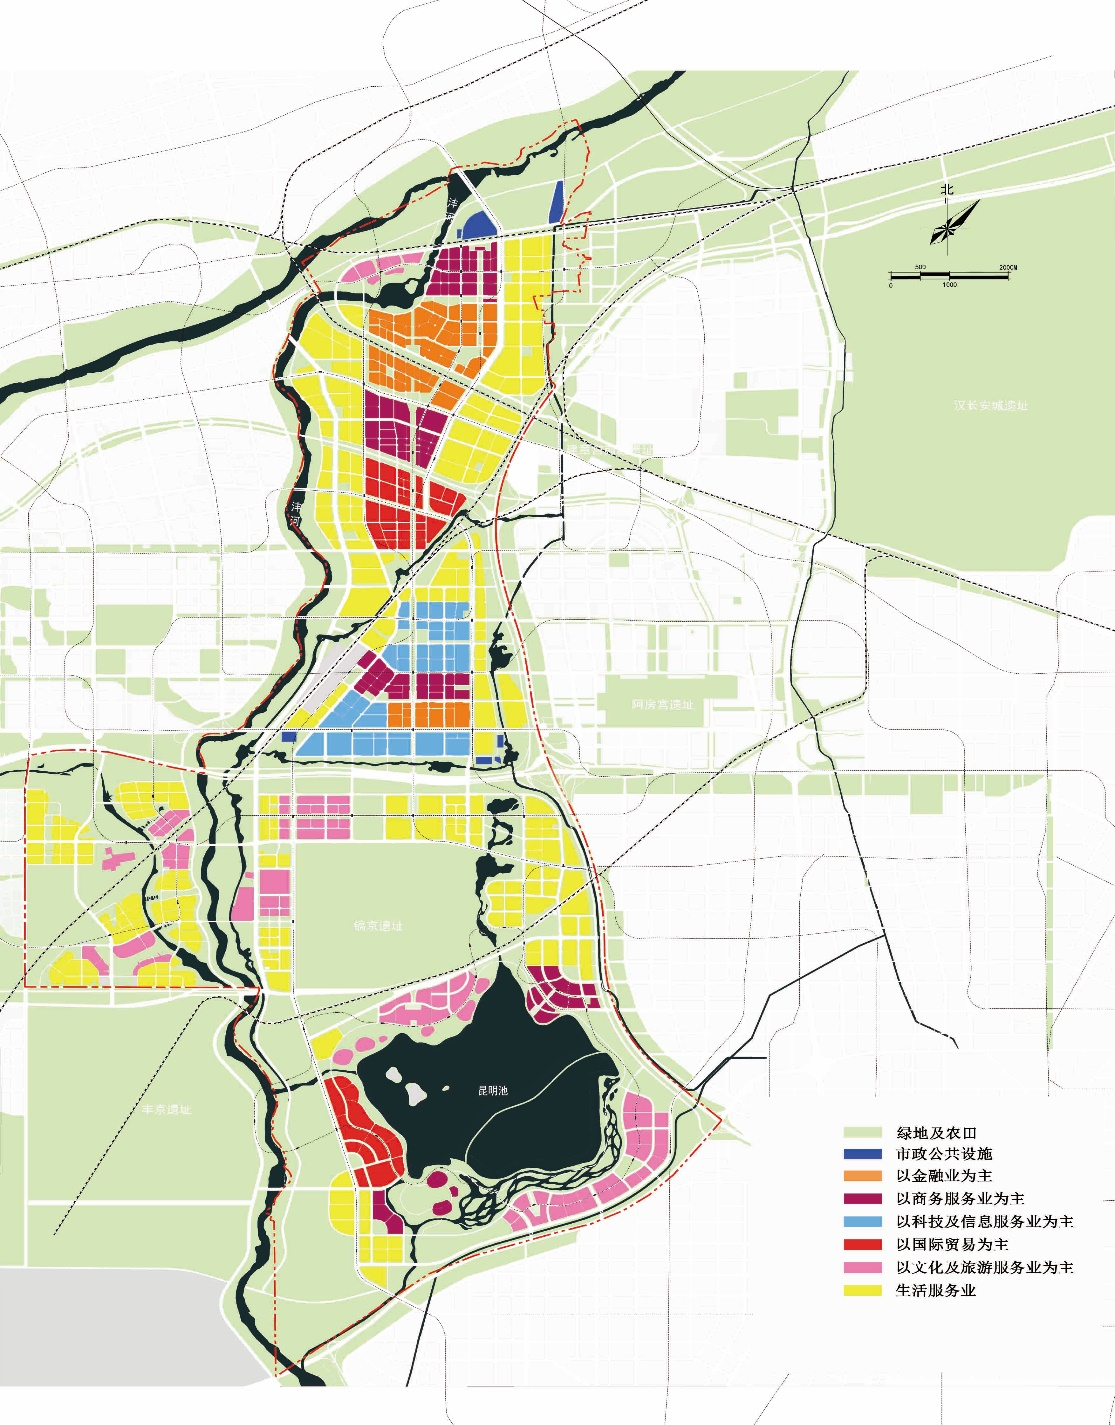 北
500
2000M
0
1000
沣
河
汉长安城遗址
沣
河
阿房宫遗址
镐京遗址
昆明池
丰京遗址
绿地及农田
市政公共设施
以金融业为主
以商务服务业为主
以科技及信息服务业为主
以国际贸易为主
以文化及旅游服务业为主
生活服务业